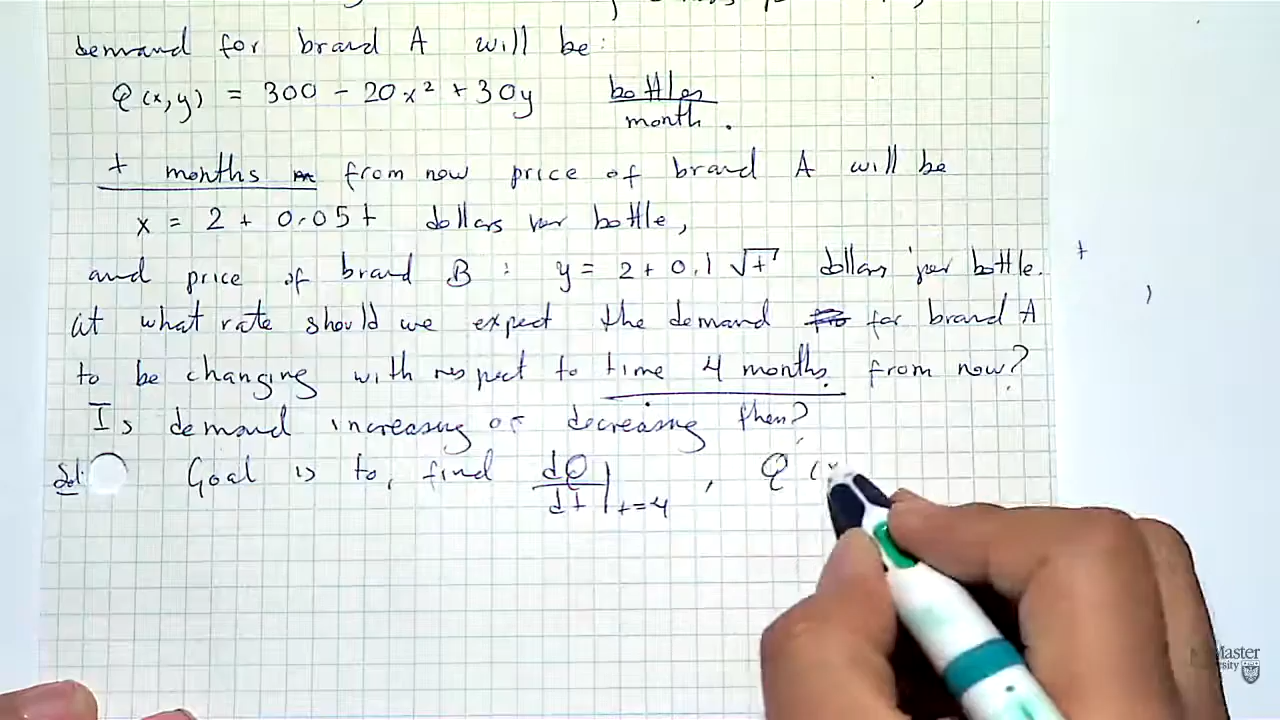 demand for brand A will be:
Q(x,y) = 300 - 20x² + 30y bottles/month.
t months from now price of brand A will be
x = 2 + 0.05t dollars per bottle,
and price of brand B : y = 2 + 0.1 √t dollars per bottle.
at what rate should we expect the demand for brand A
to be changing with respect to time 4 months from now?
Is demand increasing or decreasing then?
Sol: Goal is to, find dQ/dt |t=4 , Q(x
Master